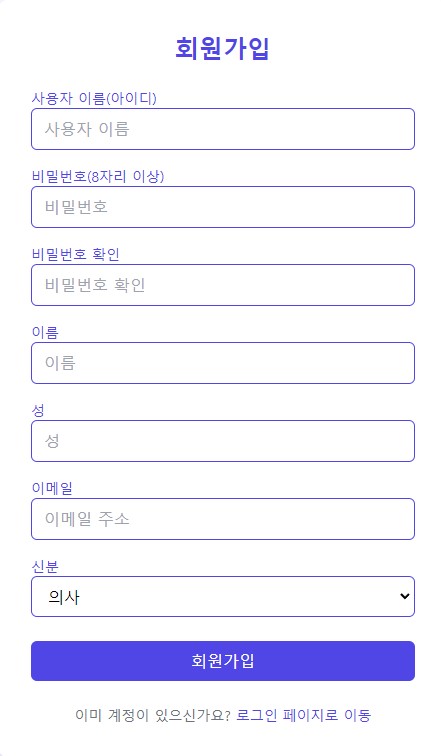 회원가입
사용자 이름(아이디)
사용자 이름
비밀번호(8자리 이상)
비밀번호
비밀번호 확인
비밀번호 확인
이름
이름
성
성
이메일
이메일 주소
신분
의사
회원가입
이미 계정이 있으신가요? 로그인 페이지로 이동